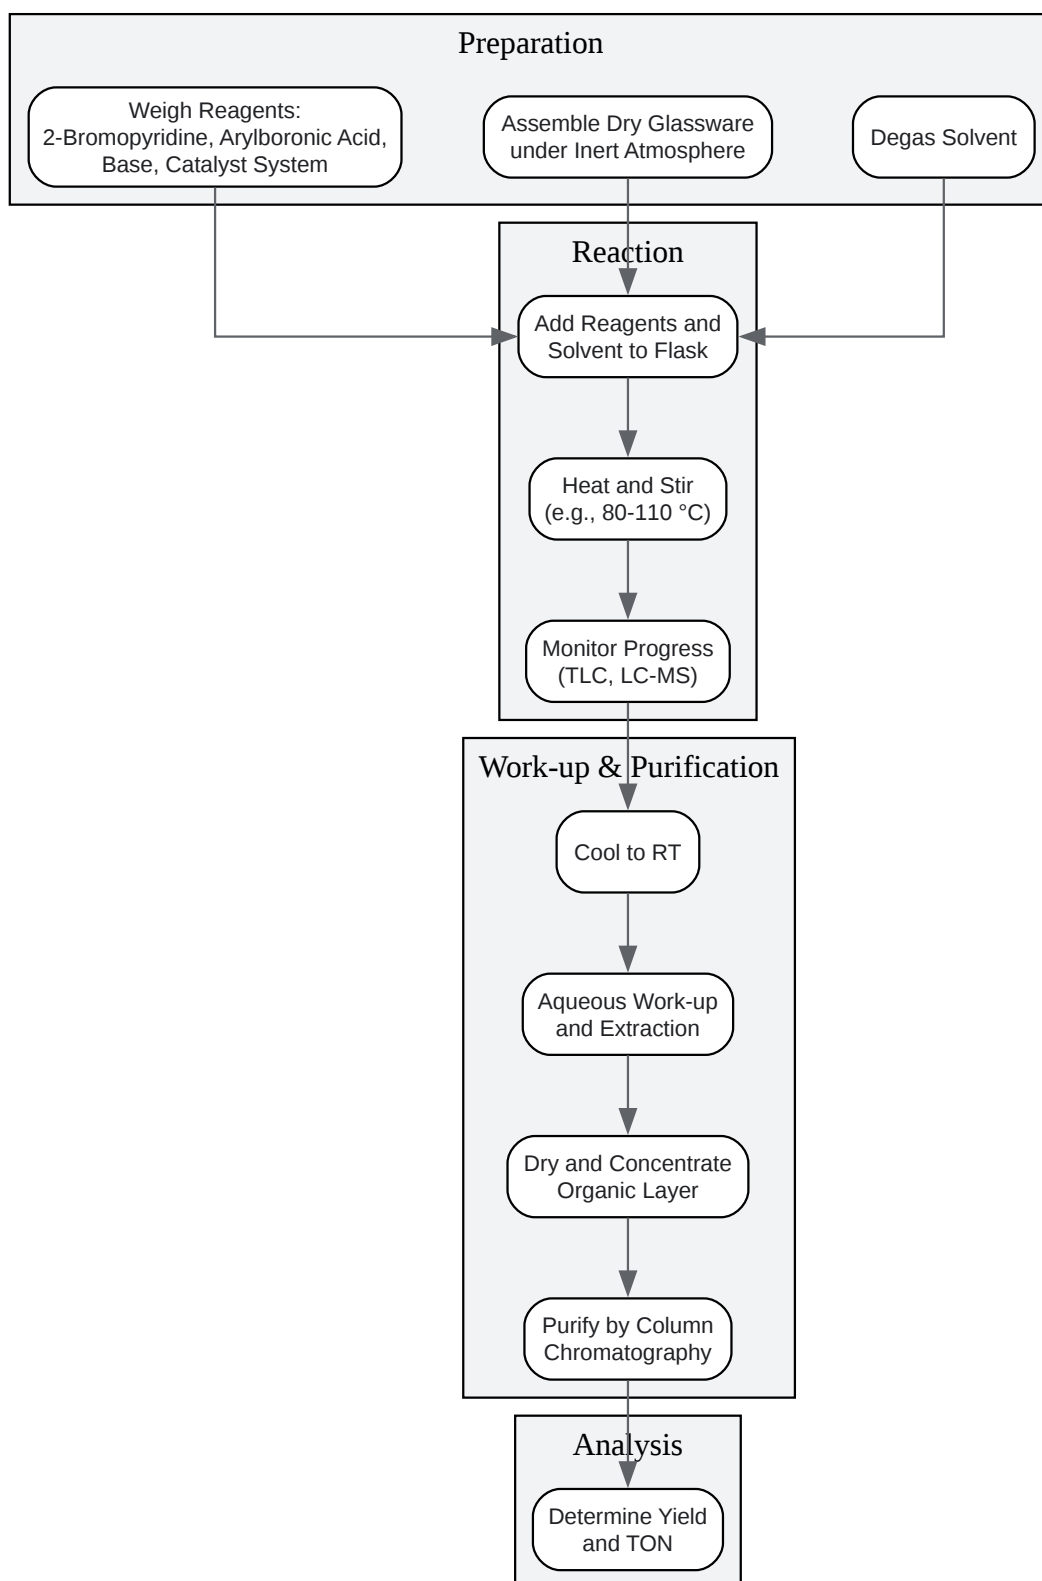 Preparation
Weigh Reagents:
2-Bromopyridine, Arylboronic Acid,
Base, Catalyst System
Assemble Dry Glassware
under Inert Atmosphere
Degas Solvent
Reaction
Add Reagents and
Solvent to Flask
Heat and Stir
(e.g., 80-110 °C)
Monitor Progress
(TLC, LC-MS)
Work-up & Purification
Cool to RT
Aqueous Work-up
and Extraction
Dry and Concentrate
Organic Layer
Purify by Column
Chromatography
Analysis
Determine Yield
and TON